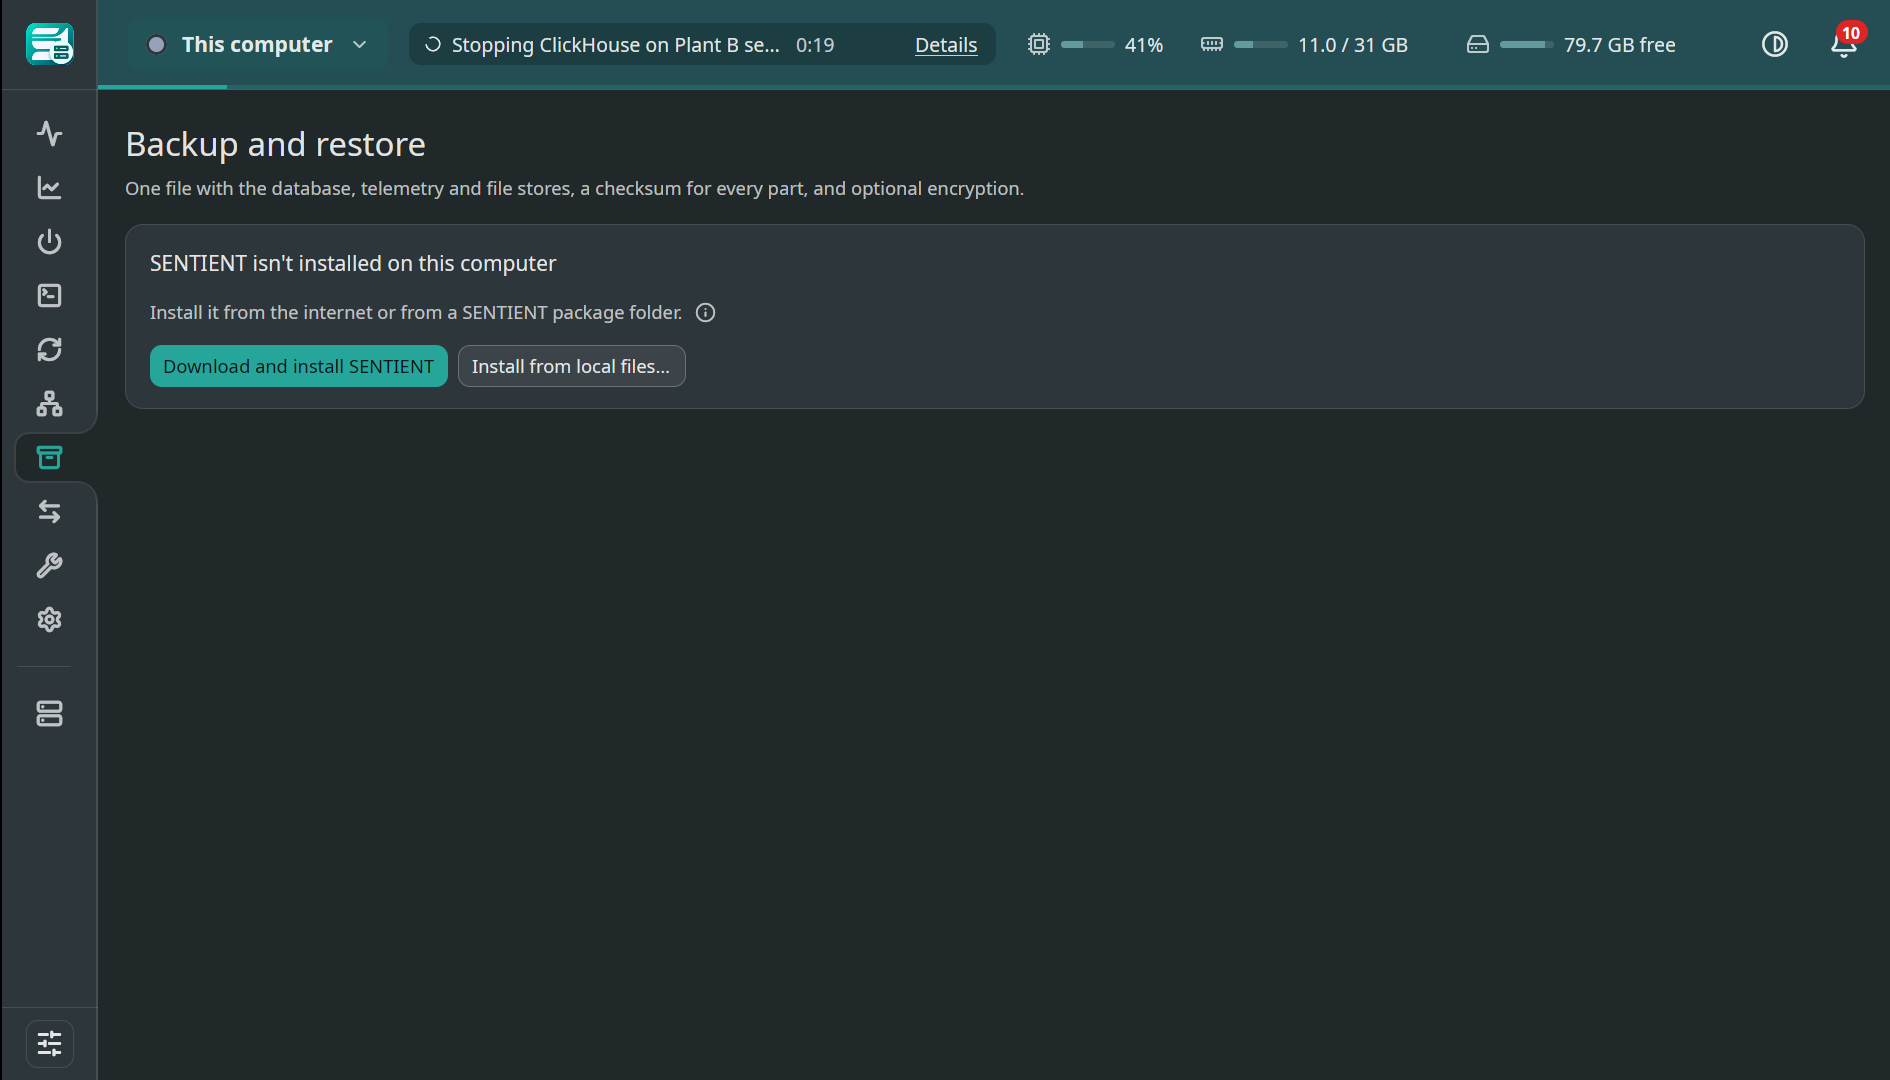 This computer
Stopping ClickHouse on Plant B se... 0:19 Details
41%
11.0 / 31 GB
79.7 GB free
10
Backup and restore
One file with the database, telemetry and file stores, a checksum for every part, and optional encryption.
SENTIENT isn't installed on this computer
Install it from the internet or from a SENTIENT package folder.
Download and install SENTIENT
Install from local files...